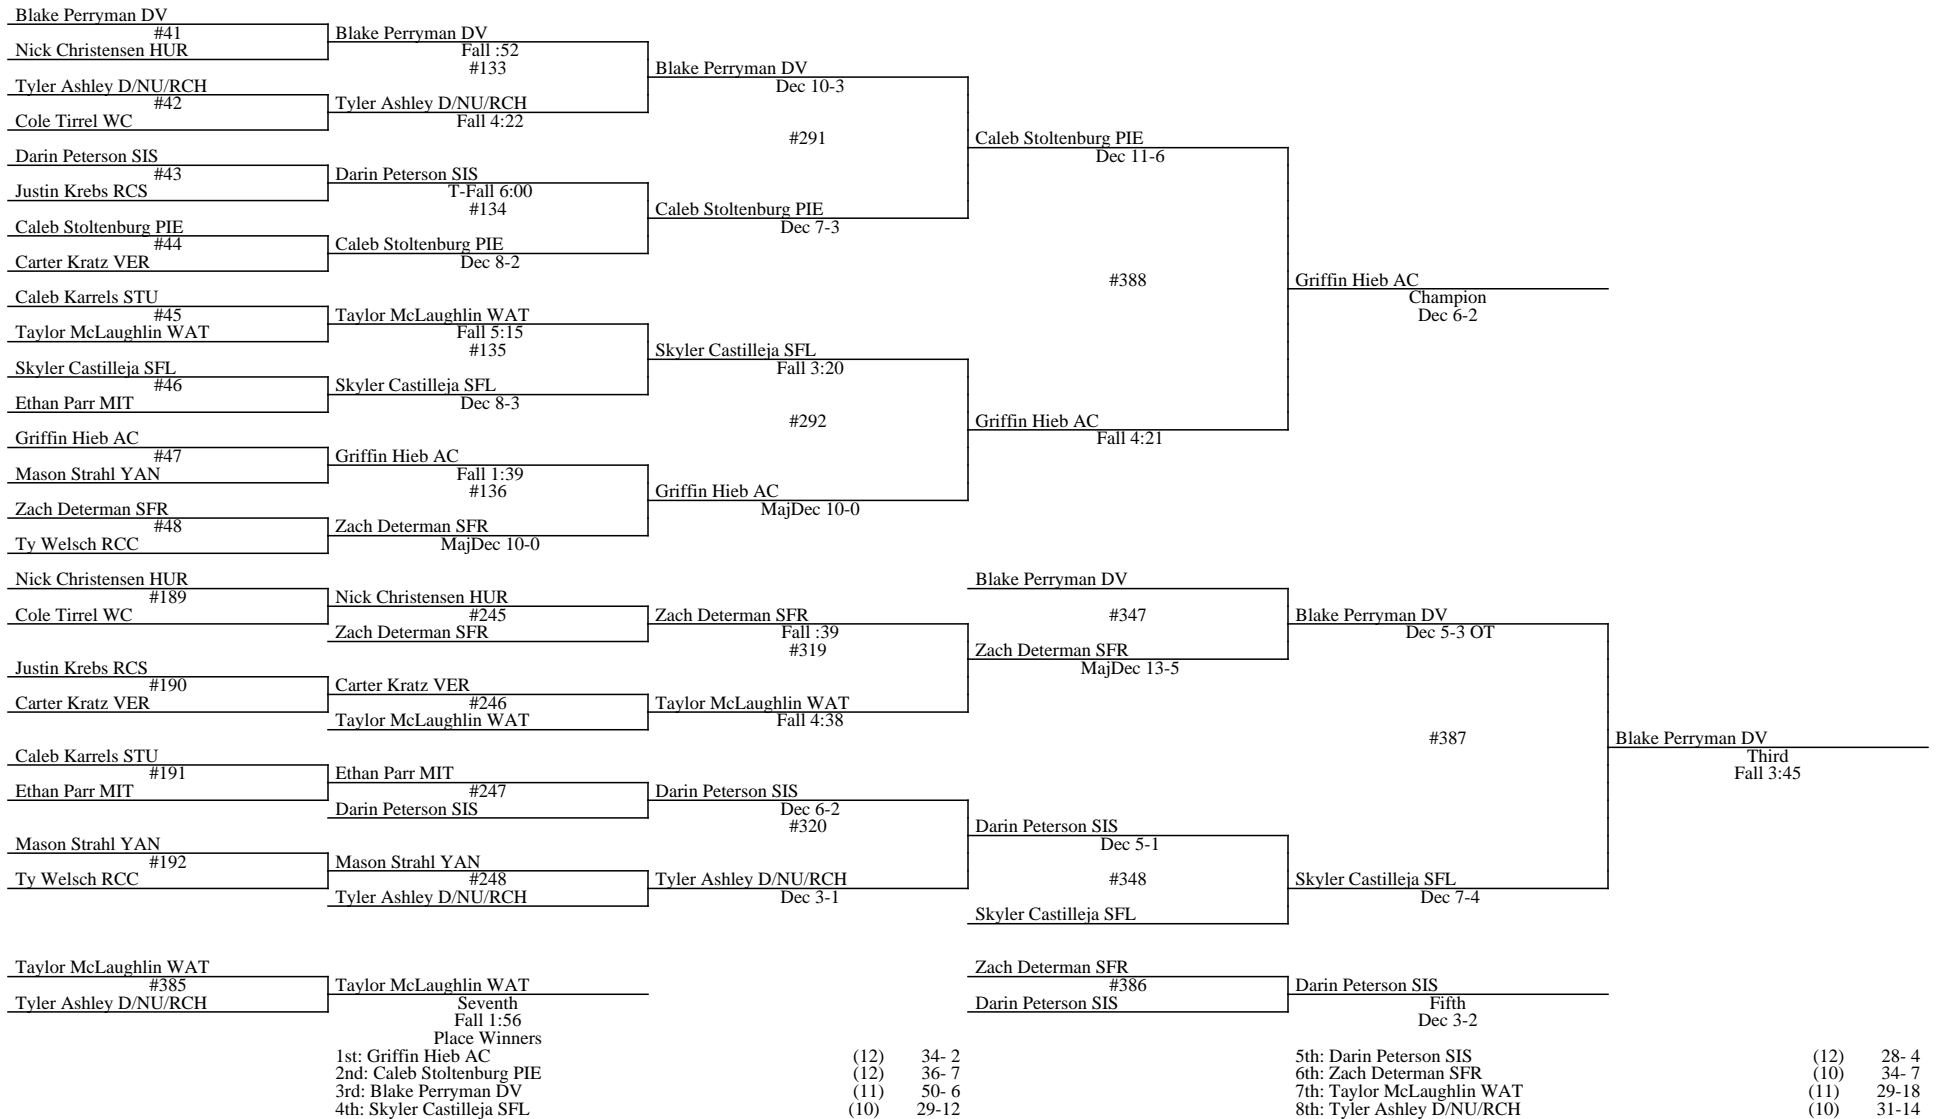 Blake Perryman DV
#41
Nick Christensen HUR
Tyler Ashley D/NU/RCH
#42
Cole Tirrel WC
Darin Peterson SIS
#43
Justin Krebs RCS
Caleb Stoltenburg PIE
#44
Carter Kratz VER
Caleb Karrels STU
#45
Taylor McLaughlin WAT
Skyler Castilleja SFL
#46
Ethan Parr MIT
Griffin Hieb AC
#47
Mason Strahl YAN
Zach Determan SFR
#48
Ty Welsch RCC
Blake Perryman DV
Fall :52
#133
Tyler Ashley D/NU/RCH
Fall 4:22
Darin Peterson SIS
T-Fall 6:00
#134
Caleb Stoltenburg PIE
Dec 8-2
Taylor McLaughlin WAT
Fall 5:15
#135
Skyler Castilleja SFL
Dec 8-3
Griffin Hieb AC
Fall 1:39
#136
Zach Determan SFR
MajDec 10-0
Blake Perryman DV
Dec 10-3
#291
Caleb Stoltenburg PIE
Dec 7-3
Skyler Castilleja SFL
Fall 3:20
#292
Griffin Hieb AC
MajDec 10-0
Caleb Stoltenburg PIE
Dec 11-6
#388
Griffin Hieb AC
Fall 4:21
Griffin Hieb AC
Champion
Dec 6-2
Nick Christensen HUR
#189
Cole Tirrel WC
Justin Krebs RCS
#190
Carter Kratz VER
Caleb Karrels STU
#191
Ethan Parr MIT
Mason Strahl YAN
#192
Ty Welsch RCC
Nick Christensen HUR
#245
Zach Determan SFR
Carter Kratz VER
#246
Taylor McLaughlin WAT
Ethan Parr MIT
#247
Darin Peterson SIS
Mason Strahl YAN
#248
Tyler Ashley D/NU/RCH
Zach Determan SFR
Fall :39
#319
Taylor McLaughlin WAT
Fall 4:38
Darin Peterson SIS
Dec 6-2
#320
Tyler Ashley D/NU/RCH
Dec 3-1
Blake Perryman DV
#347
Zach Determan SFR
MajDec 13-5
Darin Peterson SIS
Dec 5-1
#348
Skyler Castilleja SFL
Blake Perryman DV
Dec 5-3 OT
#387
Skyler Castilleja SFL
Dec 7-4
Blake Perryman DV
Third
Fall 3:45
Taylor McLaughlin WAT
#385
Tyler Ashley D/NU/RCH
Taylor McLaughlin WAT
Seventh
Fall 1:56
Zach Determan SFR
#386
Darin Peterson SIS
Darin Peterson SIS
Fifth
Dec 3-2
Place Winners
1st: Griffin Hieb AC (12) 34- 2
2nd: Caleb Stoltenburg PIE (12) 36- 7
3rd: Blake Perryman DV (11) 50- 6
4th: Skyler Castilleja SFL (10) 29-12
5th: Darin Peterson SIS (12) 28- 4
6th: Zach Determan SFR (10) 34- 7
7th: Taylor McLaughlin WAT (11) 29-18
8th: Tyler Ashley D/NU/RCH (10) 31-14